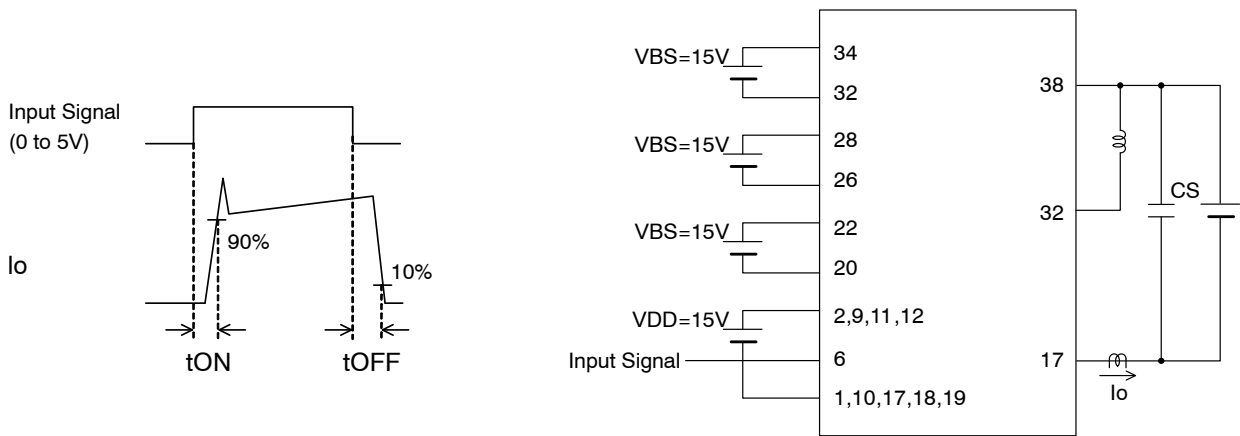 Input Signal
(0 to 5V)
Io
90%
10%
tON
tOFF
VBS=15V
34
32
VBS=15V
28
26
VBS=15V
22
20
VDD=15V
2,9,11,12
Input Signal
6
1,10,17,18,19
38
32
17
CS
Io